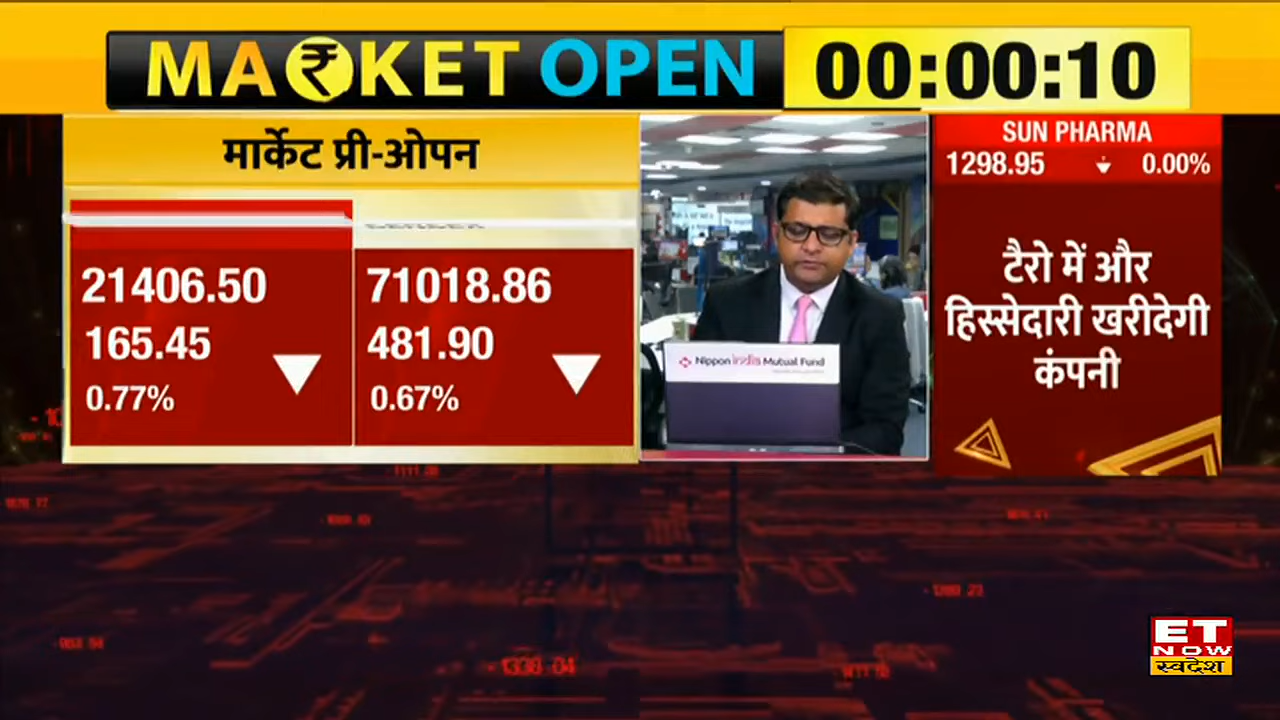 MA₹KET OPEN
00:00:10
मार्केट प्री-ओपन
21406.50
165.45
0.77%
71018.86
481.90
0.67%
Nippon india Mutual Fund
SUN PHARMA
1298.95 0.00%
टैरो में और
हिस्सेदारी खरीदेगी
कंपनी
ET
NOW
स्वदेश